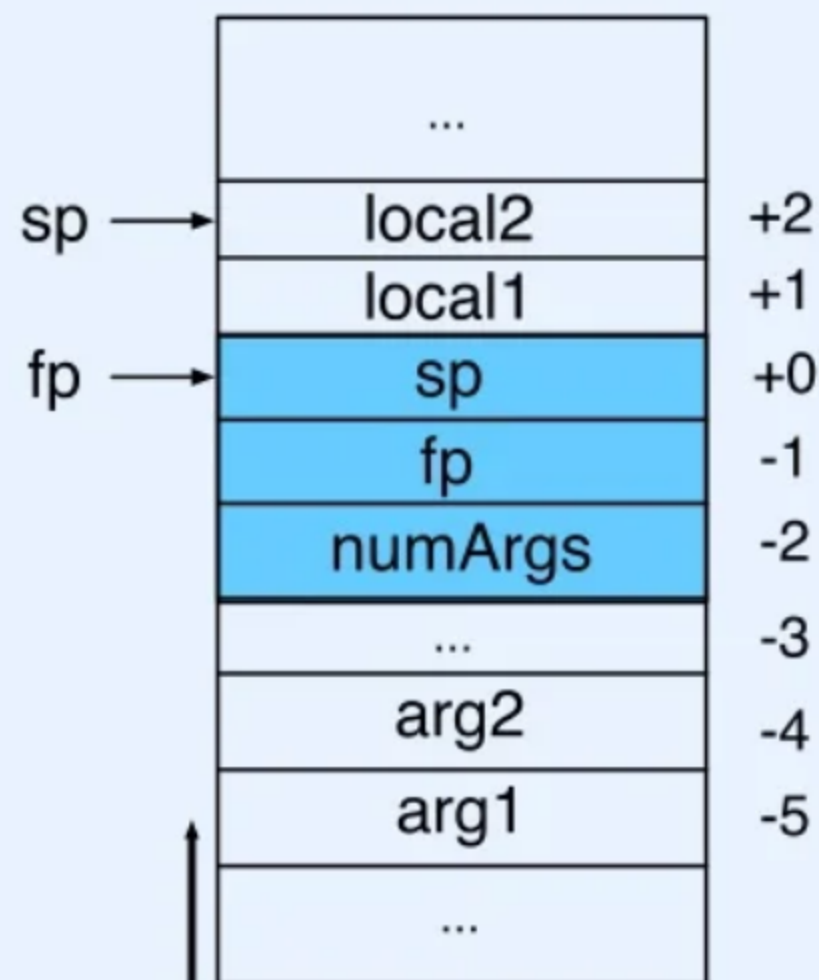 ...
sp local2 +2
local1 +1
fp sp +0
fp -1
numArgs -2
... -3
arg2 -4
arg1 -5
...